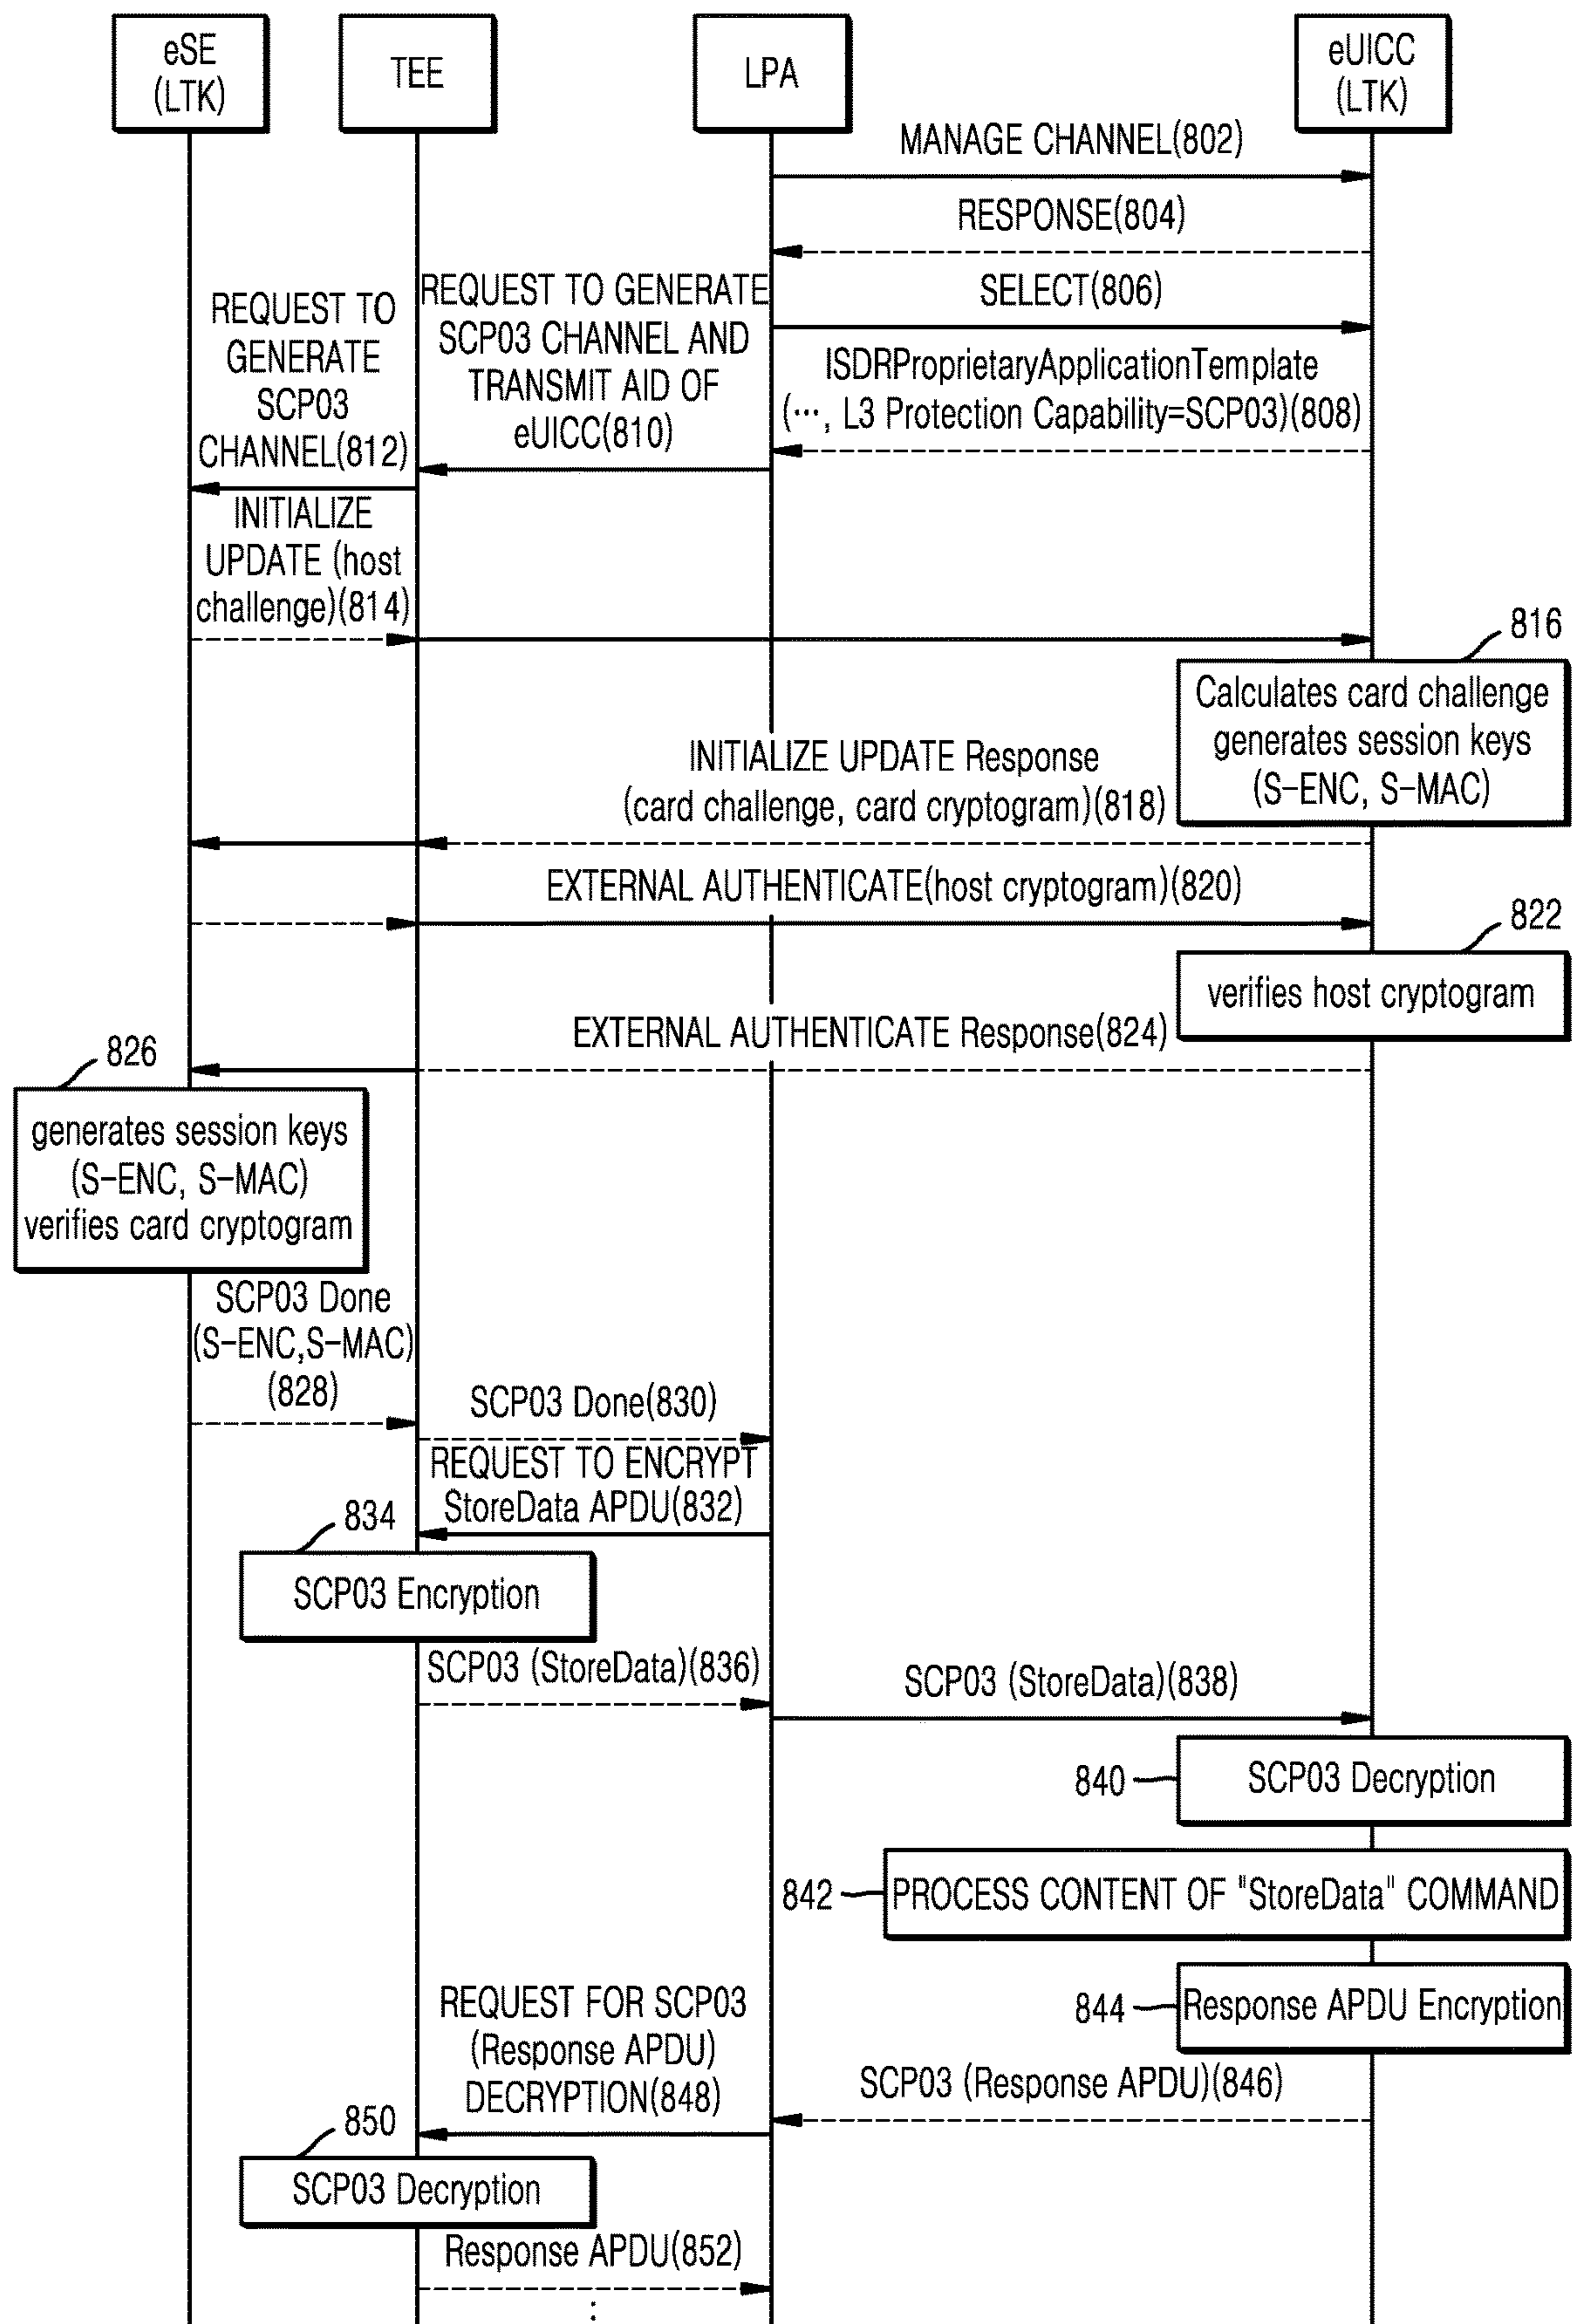 eSE
(LTK)
TEE
LPA
eUICC
(LTK)
MANAGE CHANNEL(802)
RESPONSE(804)
SELECT(806)
ISDRProprietaryApplicationTemplate
(···, L3 Protection Capability=SCP03)(808)
REQUEST TO GENERATE
SCP03 CHANNEL AND
TRANSMIT AID OF
eUICC(810)
REQUEST TO
GENERATE
SCP03
CHANNEL(812)
INITIALIZE
UPDATE (host
challenge)(814)
816
Calculates card challenge
generates session keys
(S-ENC, S-MAC)
INITIALIZE UPDATE Response
(card challenge, card cryptogram)(818)
EXTERNAL AUTHENTICATE(host cryptogram)(820)
822
verifies host cryptogram
EXTERNAL AUTHENTICATE Response(824)
826
generates session keys
(S-ENC, S-MAC)
verifies card cryptogram
SCP03 Done
(S-ENC,S-MAC)
(828)
SCP03 Done(830)
REQUEST TO ENCRYPT
StoreData APDU(832)
834
SCP03 Encryption
SCP03 (StoreData)(836)
SCP03 (StoreData)(838)
840
SCP03 Decryption
842
PROCESS CONTENT OF "StoreData" COMMAND
844
Response APDU Encryption
SCP03 (Response APDU)(846)
REQUEST FOR SCP03
(Response APDU)
DECRYPTION(848)
850
SCP03 Decryption
Response APDU(852)